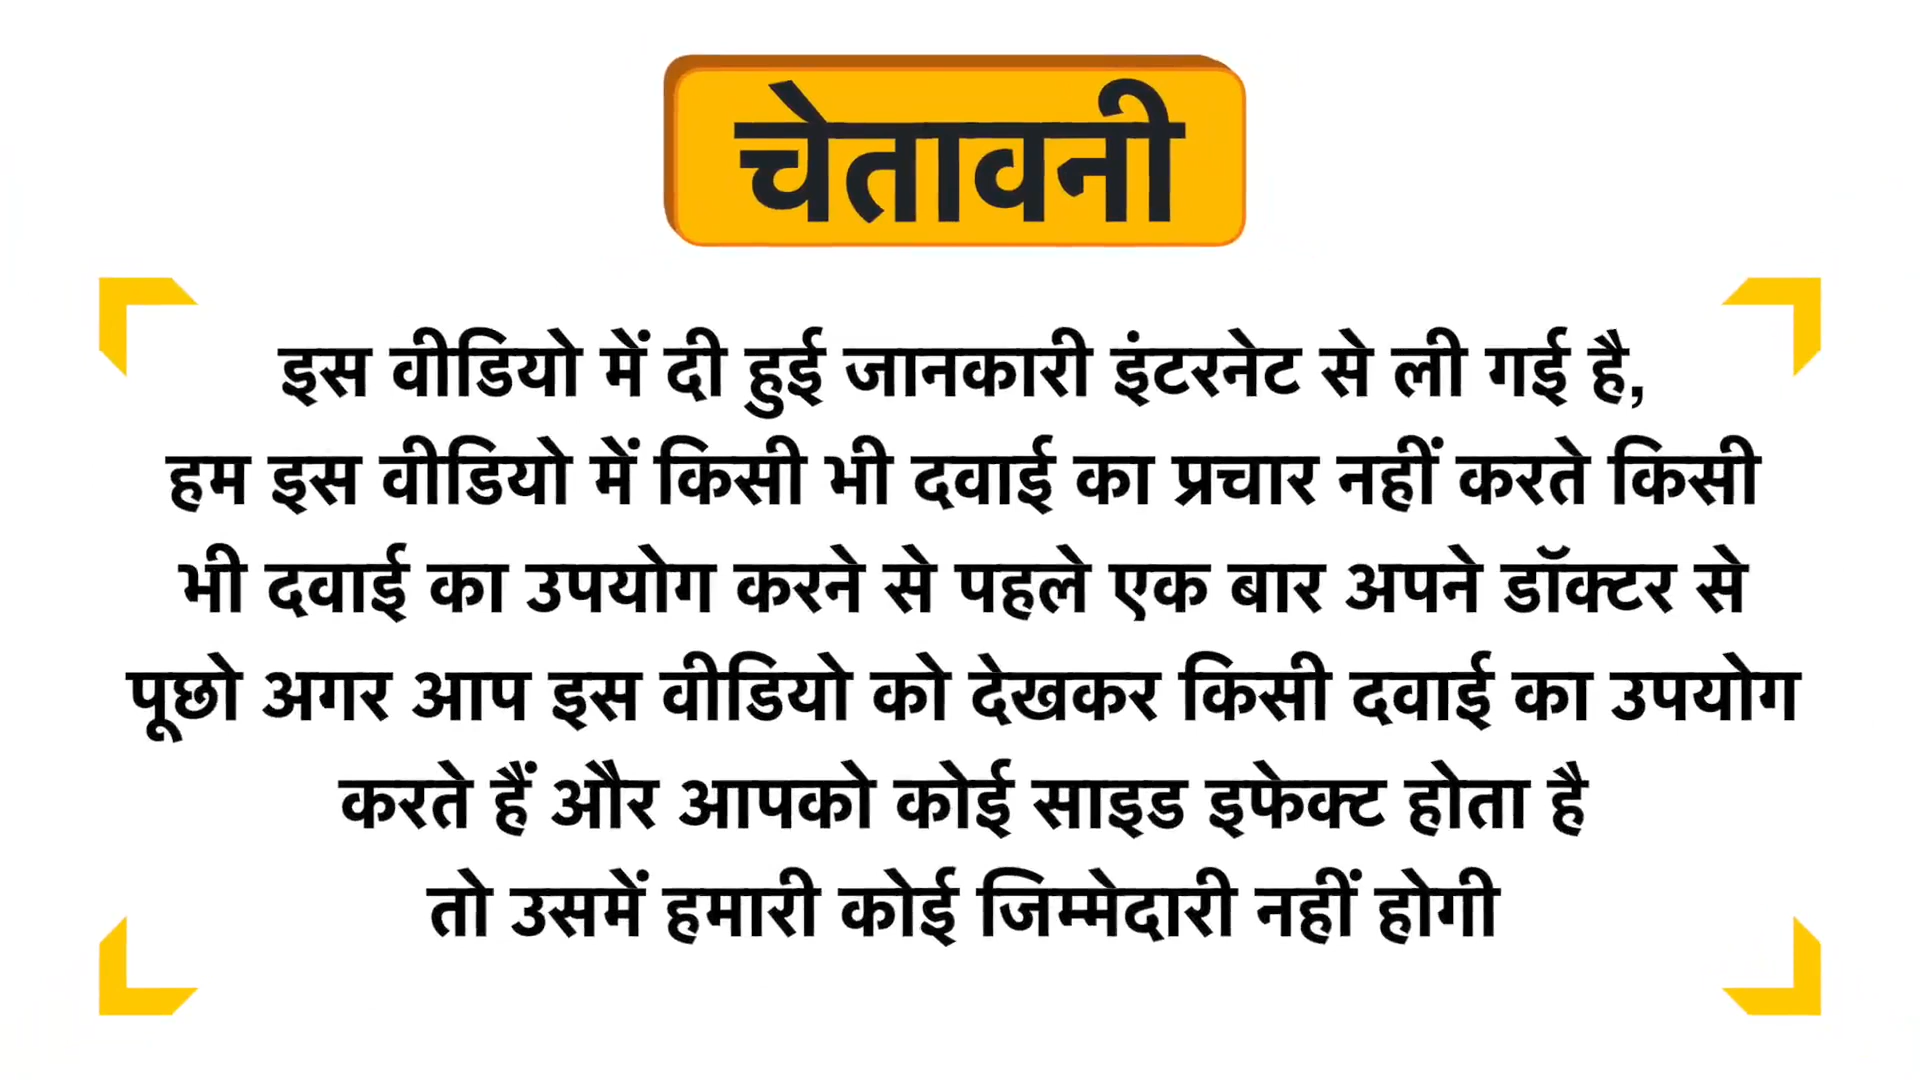 चेतावनी
इस वीडियो में दी हुई जानकारी इंटरनेट से ली गई है,
हम इस वीडियो में किसी भी दवाई का प्रचार नहीं करते किसी
भी दवाई का उपयोग करने से पहले एक बार अपने डॉक्टर से
पूछो अगर आप इस वीडियो को देखकर किसी दवाई का उपयोग
करते हैं और आपको कोई साइड इफेक्ट होता है
तो उसमें हमारी कोई जिम्मेदारी नहीं होगी